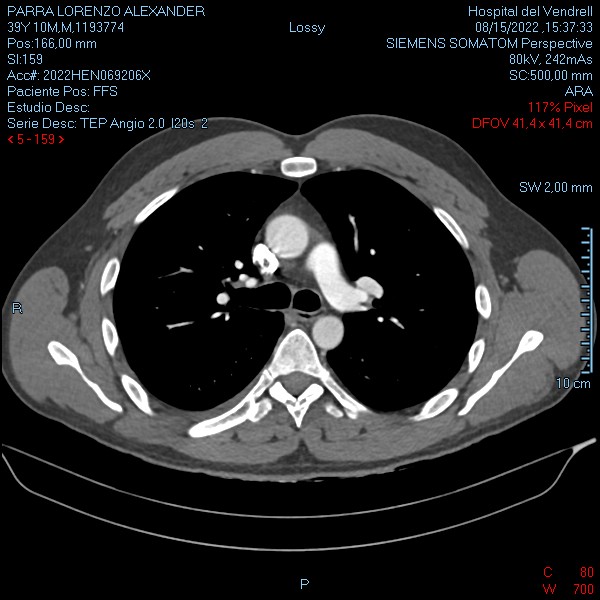 PARRA LORENZO ALEXANDER
39Y 10M,M,1193774
Pos:166,00 mm
SI:159
Acc#: 2022HEN069206X
Paciente Pos: FFS
Estudio Desc:
Serie Desc: TEP Angio 2.0 I20s 2
< 5 - 159 >
Lossy
Hospital del Vendrell
08/15/2022 ,15:37:33
SIEMENS SOMATOM Perspective
80kV, 242mAs
SC:500,00 mm
ARA
117% Pixel
DFOV 41,4 x 41,4 cm
SW 2,00 mm
R
10 cm
P
C 80
W 700